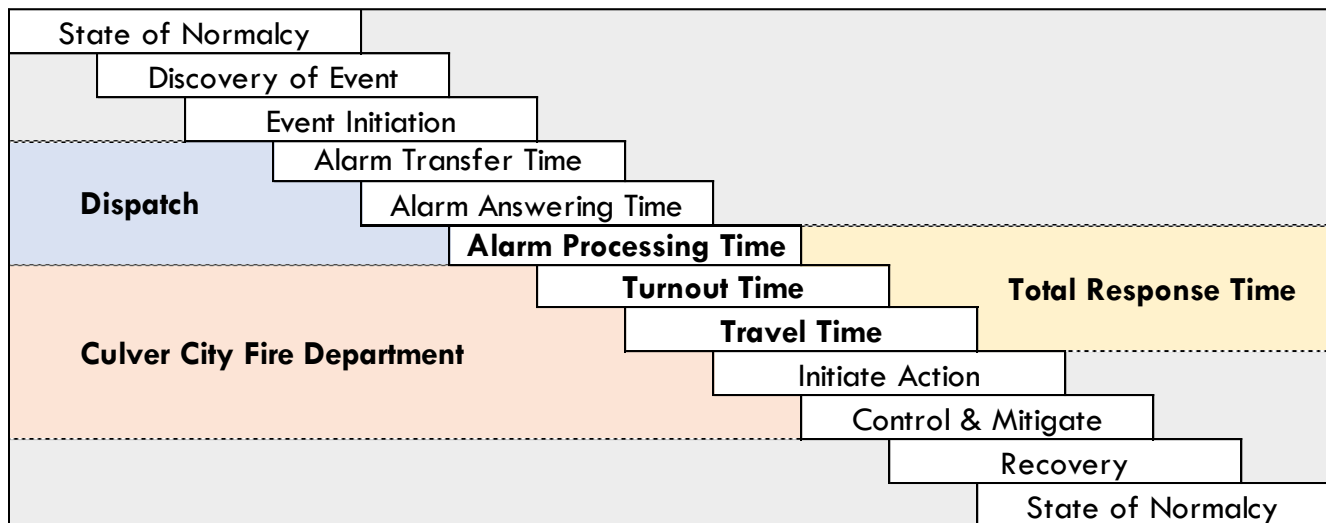 State of Normalcy
Discovery of Event
Event Initiation
Alarm Transfer Time
Dispatch
Alarm Answering Time
Alarm Processing Time
Turnout Time
Total Response Time
Travel Time
Culver City Fire Department
Initiate Action
Control & Mitigate
Recovery
State of Normalcy